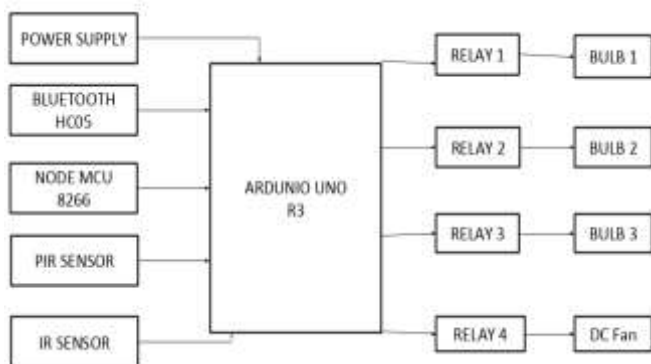 POWER SUPPLY
BLUETOOTH
HC05
NODE MCU
8266
PIR SENSOR
IR SENSOR
ARDUNIO UNO
R3
RELAY 1
BULB 1
RELAY 2
BULB 2
RELAY 3
BULB 3
RELAY 4
DC Fan